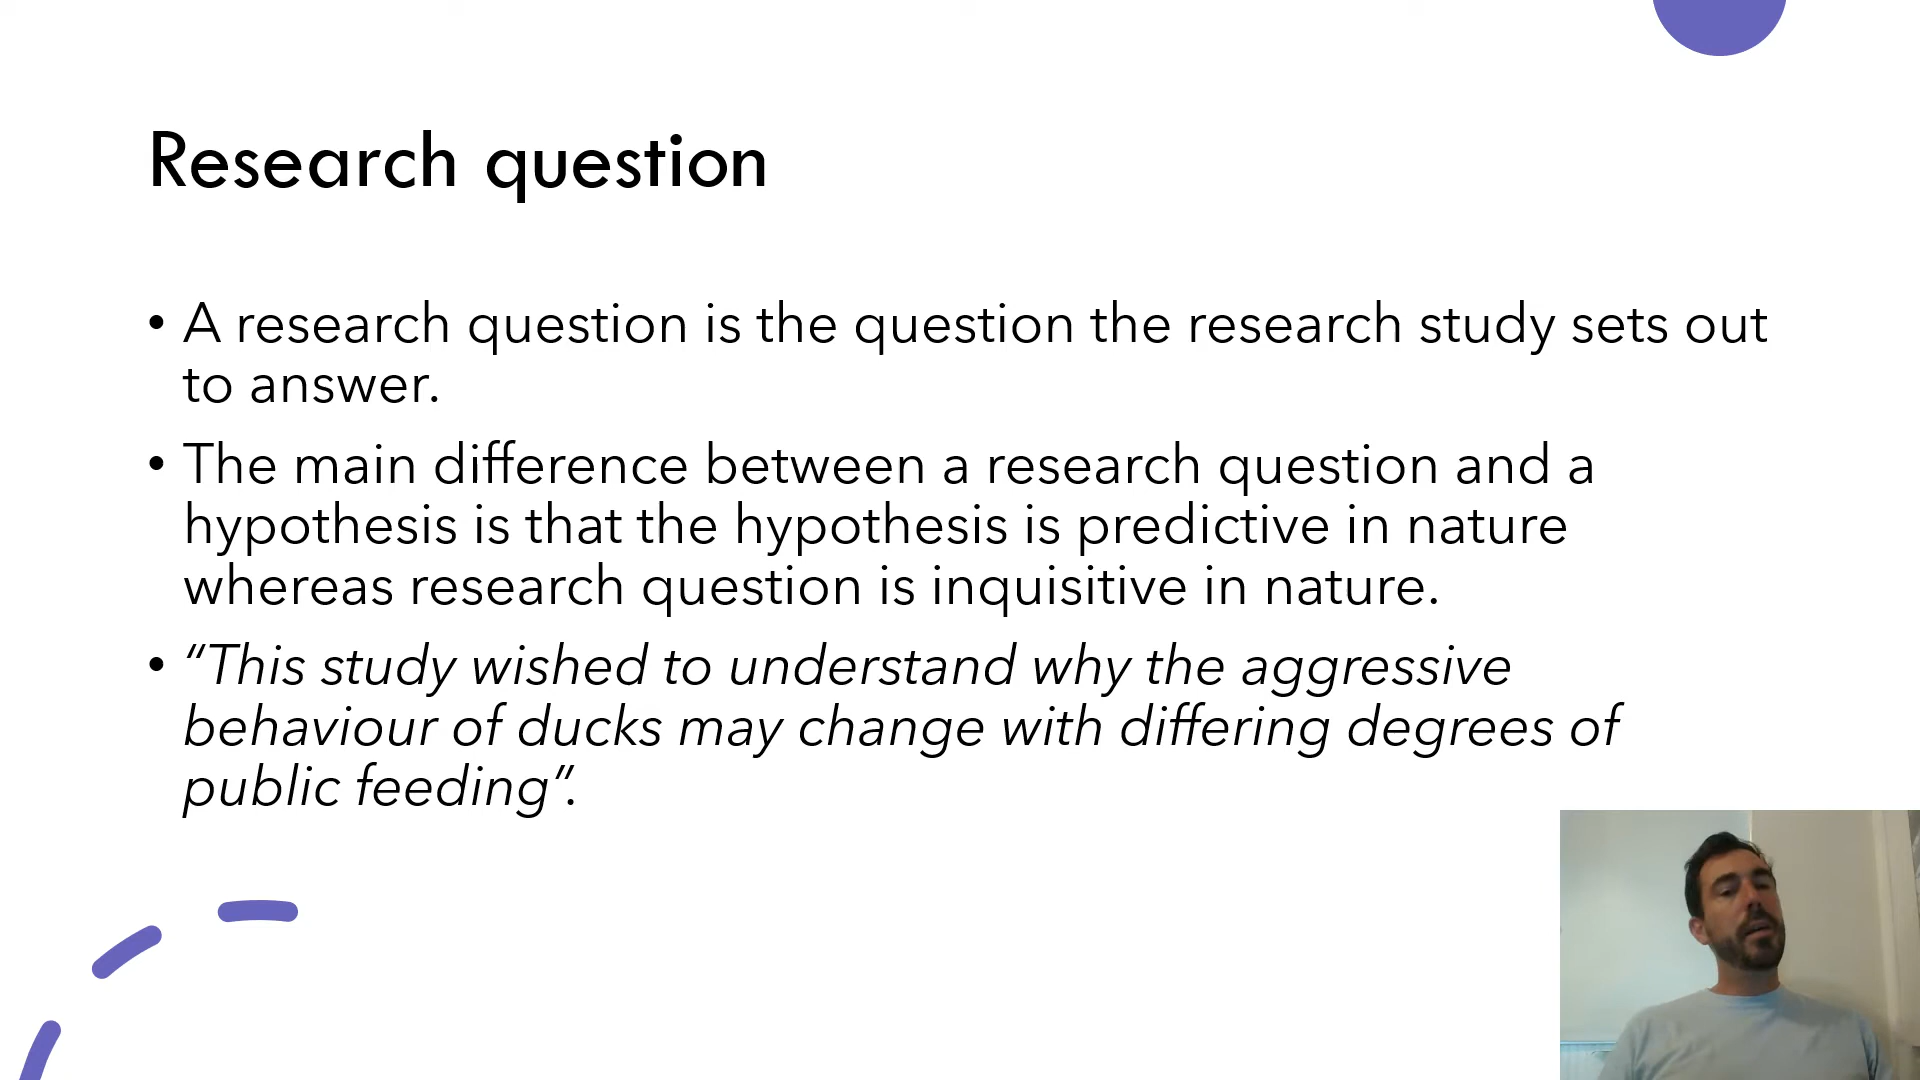 Research question
• A research question is the question the research study sets out
to answer.
• The main difference between a research question and a
hypothesis is that the hypothesis is predictive in nature
whereas research question is inquisitive in nature.
• “This study wished to understand why the aggressive
behaviour of ducks may change with differing degrees of
public feeding”.